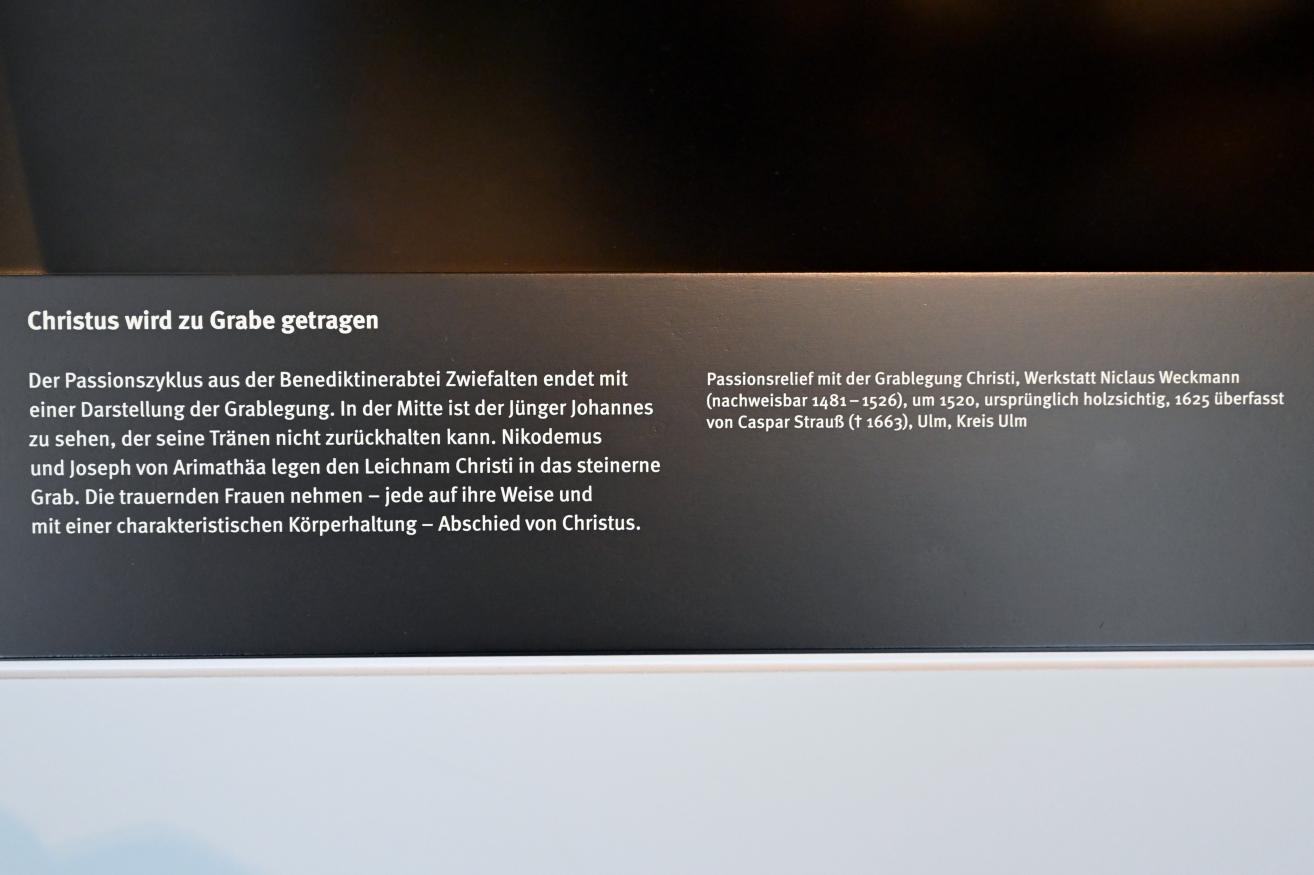 Christus wird zu Grabe getragen
Der Passionszyklus aus der Benediktinerabtei Zwiefalten endet mit
einer Darstellung der Grablegung. In der Mitte ist der Jünger Johannes
zu sehen, der seine Tränen nicht zurückhalten kann. Nikodemus
und Joseph von Arimathäa legen den Leichnam Christi in das steinerne
Grab. Die trauernden Frauen nehmen – jede auf ihre Weise und
mit einer charakteristischen Körperhaltung – Abschied von Christus.
Passionsrelief mit der Grablegung Christi, Werkstatt Niclaus Weckmann
(nachweisbar 1481 – 1526), um 1520, ursprünglich holzsichtig, 1625 überfasst
von Caspar Strauß († 1663), Ulm, Kreis Ulm